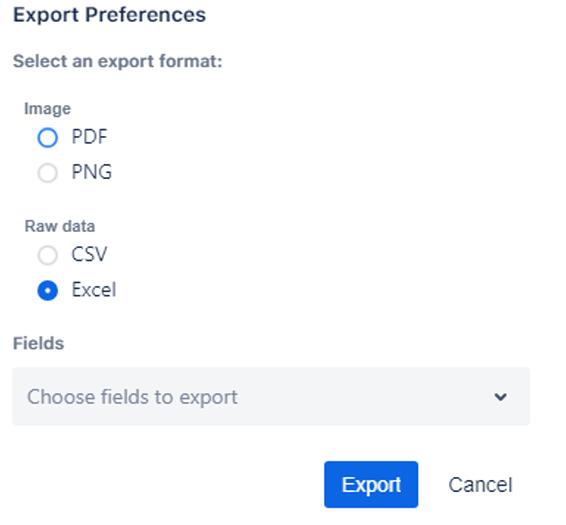 Export Preferences
Select an export format:
Image
PDF
PNG
Raw data
CSV
Excel
Fields
Choose fields to export
Export Cancel